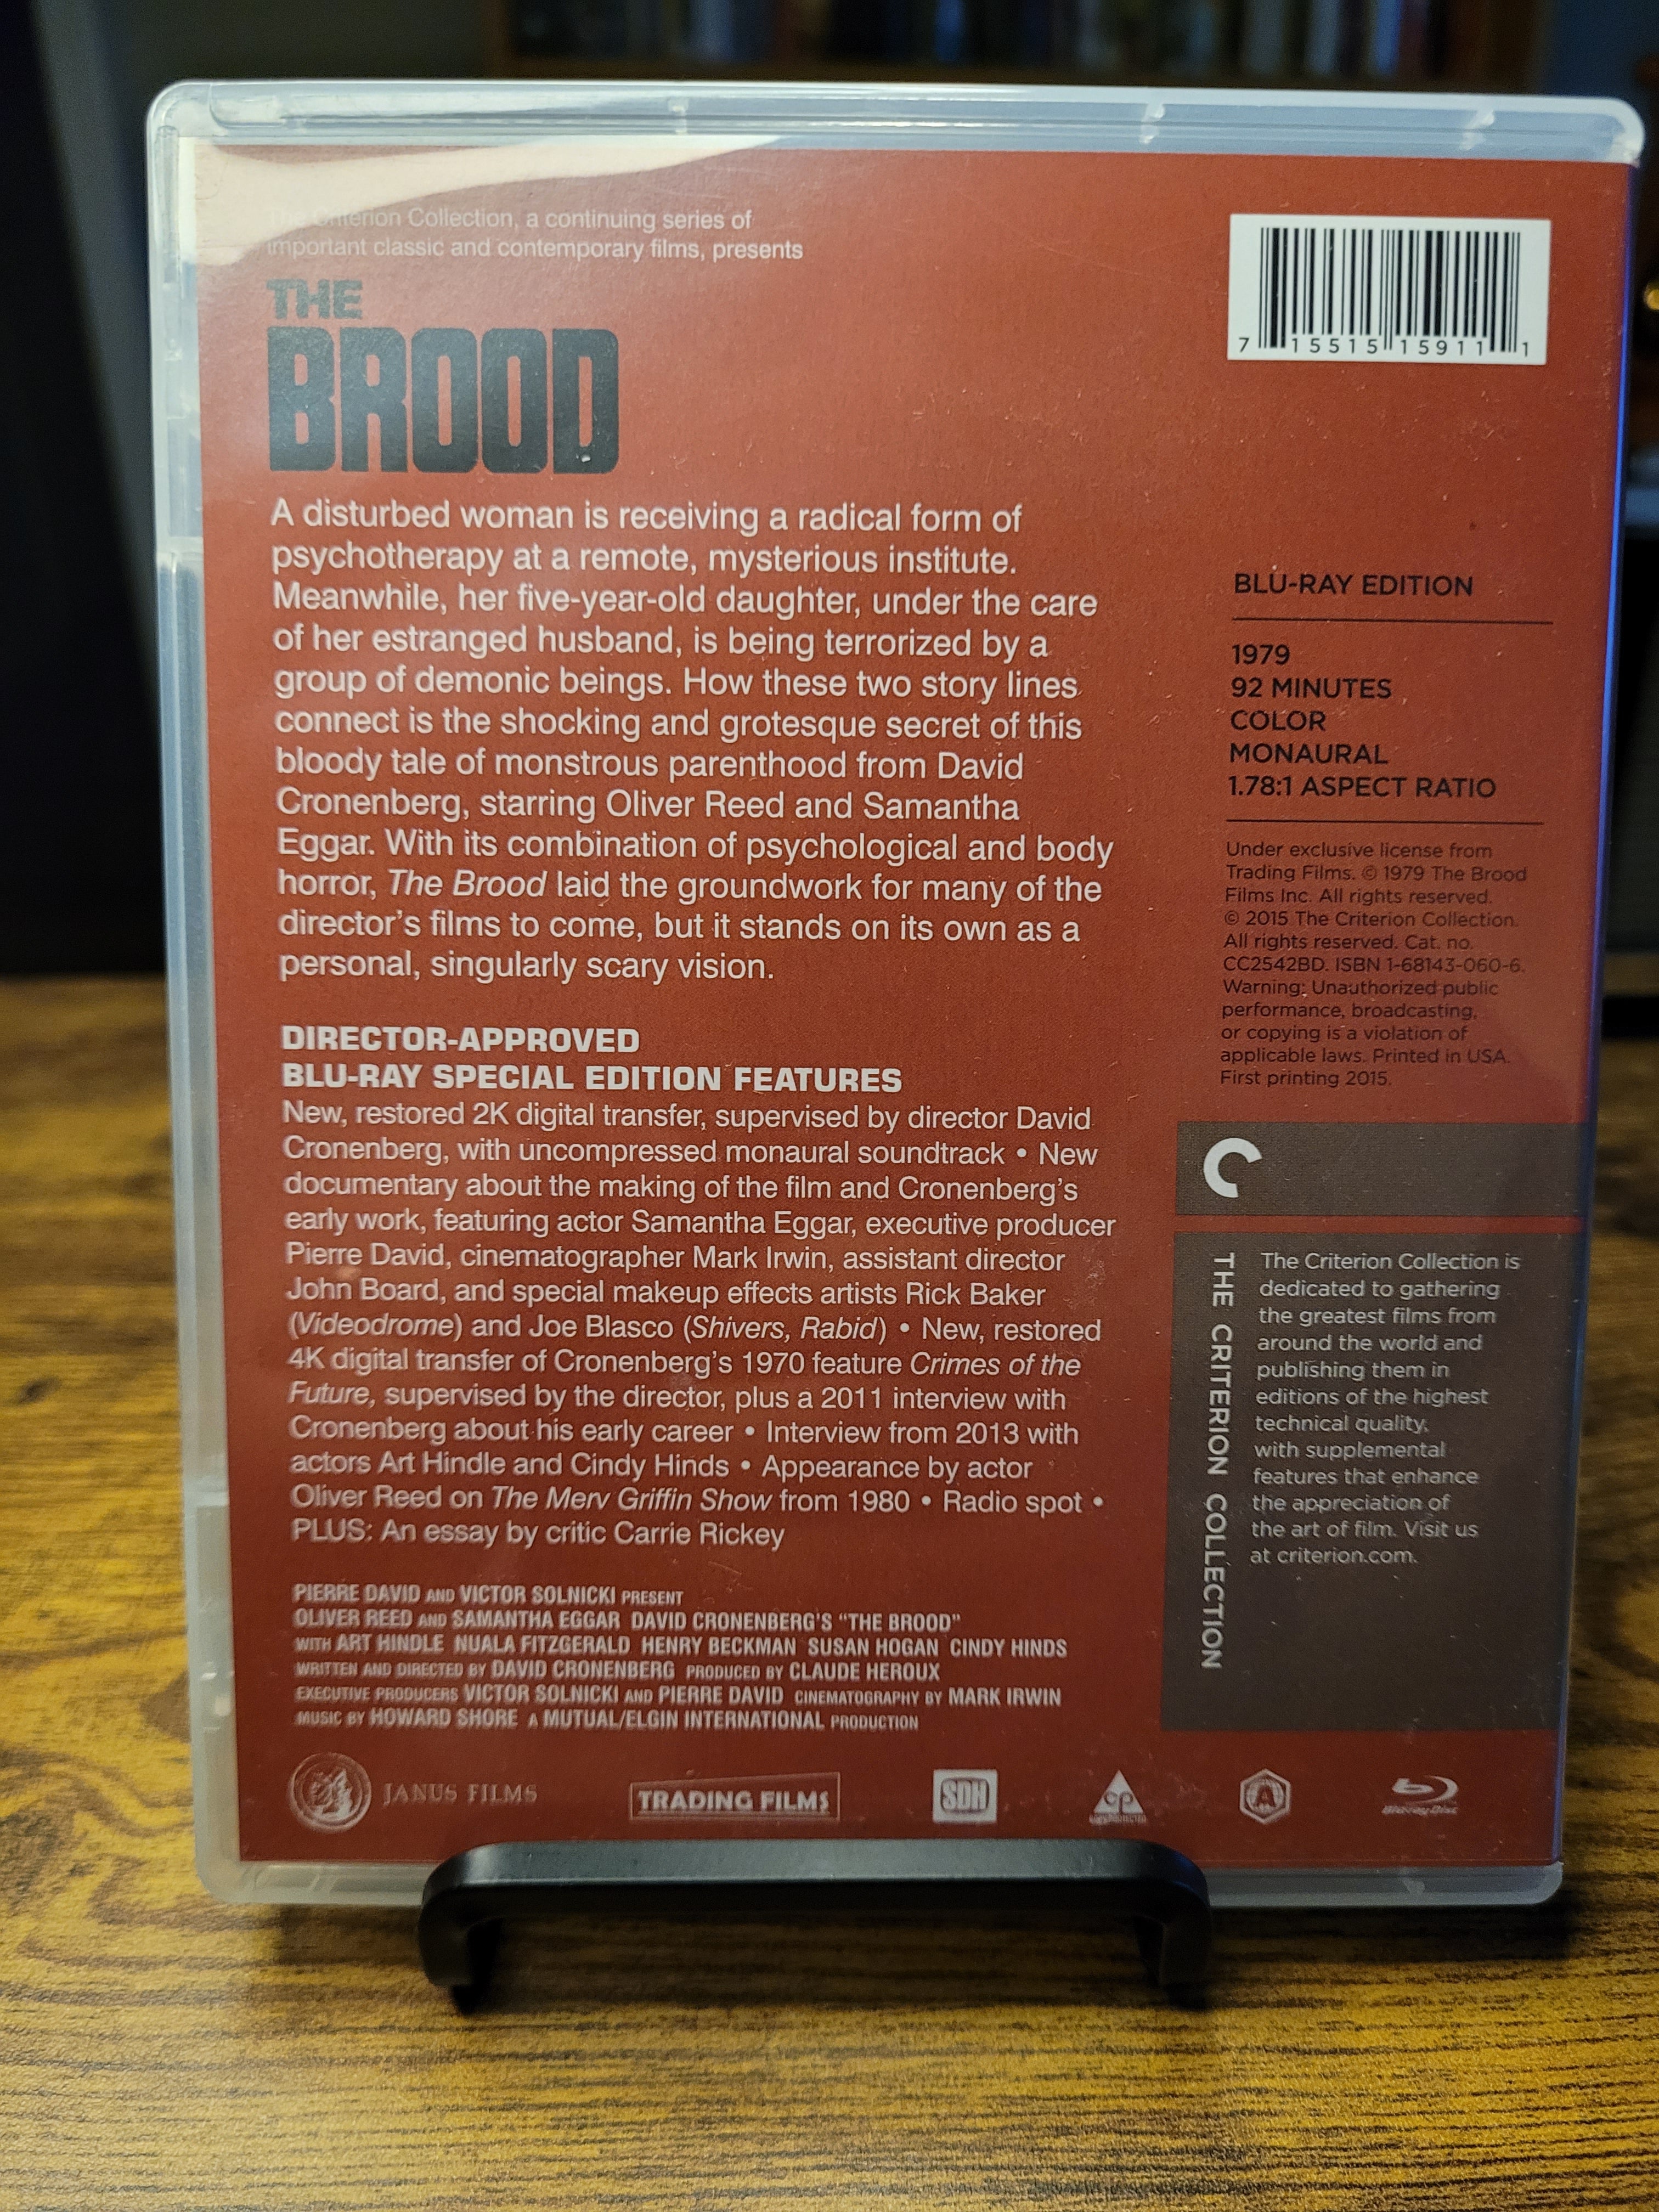 The Criterion Collection, a continuing series of
important classic and contemporary films, presents
THE
BROOD
A disturbed woman is receiving a radical form of
psychotherapy at a remote, mysterious institute.
Meanwhile, her five-year-old daughter, under the care
of her estranged husband, is being terrorized by a
group of demonic beings. How these two story lines
connect is the shocking and grotesque secret of this
bloody tale of monstrous parenthood from David
Cronenberg, starring Oliver Reed and Samantha
Eggar. With its combination of psychological and body
horror, The Brood laid the groundwork for many of the
director's films to come, but it stands on its own as a
personal, singularly scary vision.
DIRECTOR-APPROVED
BLU-RAY SPECIAL EDITION FEATURES
New, restored 2K digital transfer, supervised by director David
Cronenberg, with uncompressed monaural soundtrack • New
documentary about the making of the film and Cronenberg's
early work, featuring actor Samantha Eggar, executive producer
Pierre David, cinematographer Mark Irwin, assistant director
John Board, and special makeup effects artists Rick Baker
(Videodrome) and Joe Blasco (Shivers, Rabid) • New, restored
4K digital transfer of Cronenberg's 1970 feature Crimes of the
Future, supervised by the director, plus a 2011 interview with
Cronenberg about his early career • Interview from 2013 with
actors Art Hindle and Cindy Hinds • Appearance by actor
Oliver Reed on The Merv Griffin Show from 1980 • Radio spot •
PLUS: An essay by critic Carrie Rickey
PIERRE DAVID AND VICTOR SOLNICKI PRESENT
OLIVER REED AND SAMANTHA EGGAR DAVID CRONENBERG'S "THE BROOD"
WITH ART HINDLE NUALA FITZGERALD HENRY BECKMAN SUSAN HOGAN CINDY HINDS
WRITTEN AND DIRECTED BY DAVID CRONENBERG PRODUCED BY CLAUDE HEROUX
EXECUTIVE PRODUCERS VICTOR SOLNICKI AND PIERRE DAVID CINEMATOGRAPHY BY MARK IRWIN
MUSIC BY HOWARD SHORE A MUTUAL/ELGIN INTERNATIONAL PRODUCTION
JANUS FILMS
TRADING FILMS
SDH
cp
COPY PROTECTED
A
Blu-ray Disc
7 15515 15911 1
BLU-RAY EDITION
1979
92 MINUTES
COLOR
MONAURAL
1.78:1 ASPECT RATIO
Under exclusive license from
Trading Films. © 1979 The Brood
Films Inc. All rights reserved.
© 2015 The Criterion Collection.
All rights reserved. Cat. no.
CC2542BD. ISBN 1-68143-060-6.
Warning: Unauthorized public
performance, broadcasting,
or copying is a violation of
applicable laws. Printed in USA.
First printing 2015.
THE CRITERION COLLECTION
The Criterion Collection is
dedicated to gathering
the greatest films from
around the world and
publishing them in
editions of the highest
technical quality,
with supplemental
features that enhance
the appreciation of
the art of film. Visit us
at criterion.com.